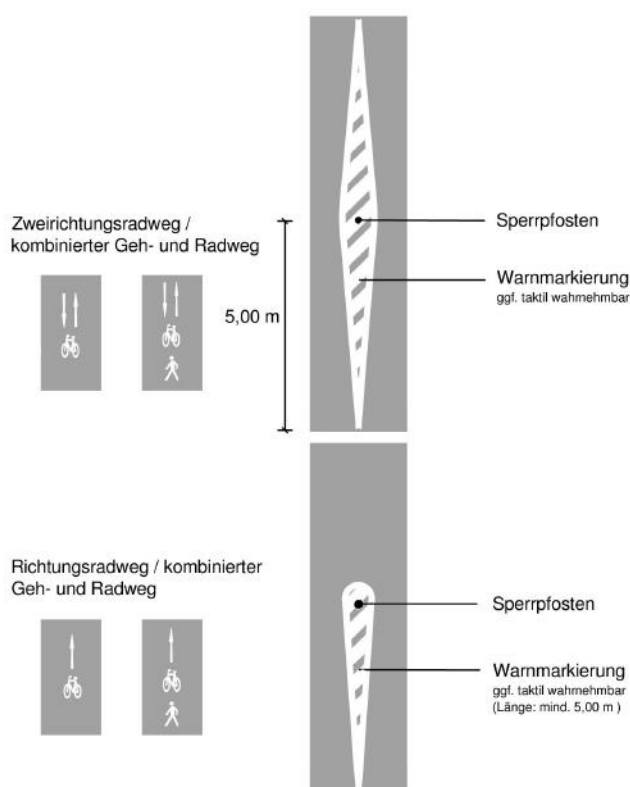 Zweirichtungsradweg /
kombinierter Geh- und Radweg
5,00 m
Sperrpfosten
Warnmarkierung
ggf. taktil wahrnehmbar
Richtungsradweg / kombinierter
Geh- und Radweg
Sperrpfosten
Warnmarkierung
ggf. taktil wahrnehmbar
(Länge: mind. 5,00 m )